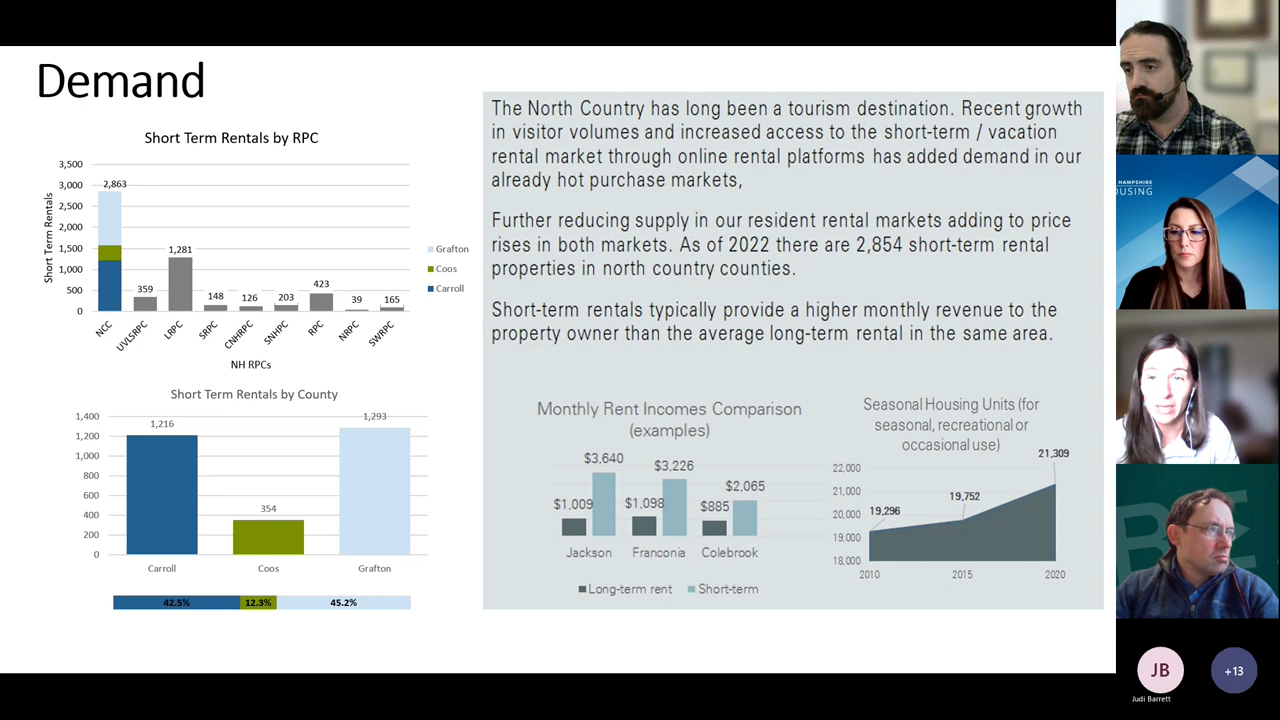 Demand
Short Term Rentals by RPC
Short Term Rentals
3,500
3,000
2,500
2,000
1,500
1,000
500
0
2,863
359
1,281
148
126
203
423
39
165
NCC
UVLSRPC
LRPC
SRPC
CNHRPC
SNHPC
RPC
NRPC
SWRPC
NH RPCs
Grafton
Coos
Carroll
Short Term Rentals by County
1,400
1,200
1,000
800
600
400
200
0
1,216
354
1,293
Carroll
Coos
Grafton
42.5%
12.3%
45.2%
The North Country has long been a tourism destination. Recent growth
in visitor volumes and increased access to the short-term / vacation
rental market through online rental platforms has added demand in our
already hot purchase markets,
Further reducing supply in our resident rental markets adding to price
rises in both markets. As of 2022 there are 2,854 short-term rental
properties in north country counties.
Short-term rentals typically provide a higher monthly revenue to the
property owner than the average long-term rental in the same area.
Monthly Rent Incomes Comparison
(examples)
$1,009
$3,640
$1,098
$3,226
$885
$2,065
Jackson
Franconia
Colebrook
Long-term rent
Short-term
Seasonal Housing Units (for
seasonal, recreational or
occasional use)
22,000
21,000
20,000
19,000
18,000
19,296
19,752
21,309
2010
2015
2020
HAMPSHIRE
USING
JB
Judi Barrett
+13